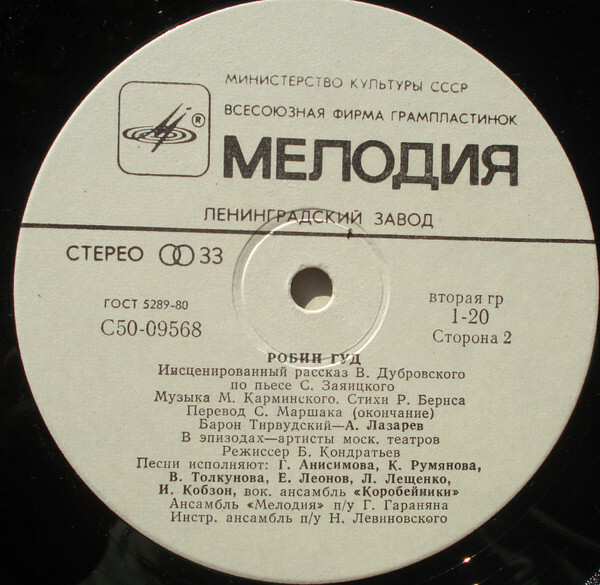 МИНИСТЕРСТВО КУЛЬТУРЫ СССР
ВСЕСОЮЗНАЯ ФИРМА ГРАМПЛАСТИНОК
®
МЕЛОДИЯ
ЛЕНИНГРАДСКИЙ ЗАВОД
СТЕРЕО 33
ГОСТ 5289-80
С50-09568
вторая гр
1-20
Сторона 2
РОБИН ГУД
Инсценированный рассказ В. Дубровского
по пьесе С. Заяицкого
Музыка М. Карминского. Стихи Р. Бернса
Перевод С. Маршака (окончание)
Барон Тирвудский—А. Лазарев
В эпизодах—артисты моск. театров
Режиссер Б. Кондратьев
Песни исполняют: Г. Анисимова, К. Румянова,
В. Толкунова, Е. Леонов, Л. Лещенко,
И. Кобзон, вок. ансамбль «Коробейники»
Ансамбль «Мелодия» п/у Г. Гараняна
Инстр. ансамбль п/у Н. Левиновского